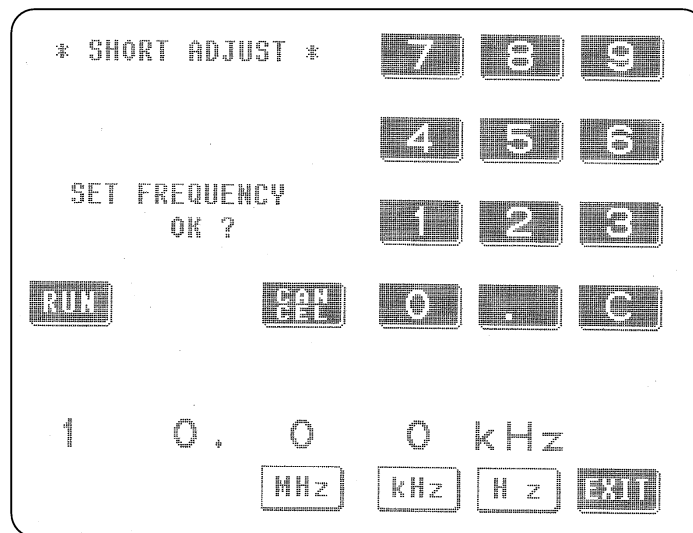 * SHORT ADJUST * 7 8 9
4 5 6
SET FREQUENCY
OK ? 1 2 3
RUN CAN
CEL 0 . C
1 0. 0 0 kHz
MHz kHz Hz EXIT